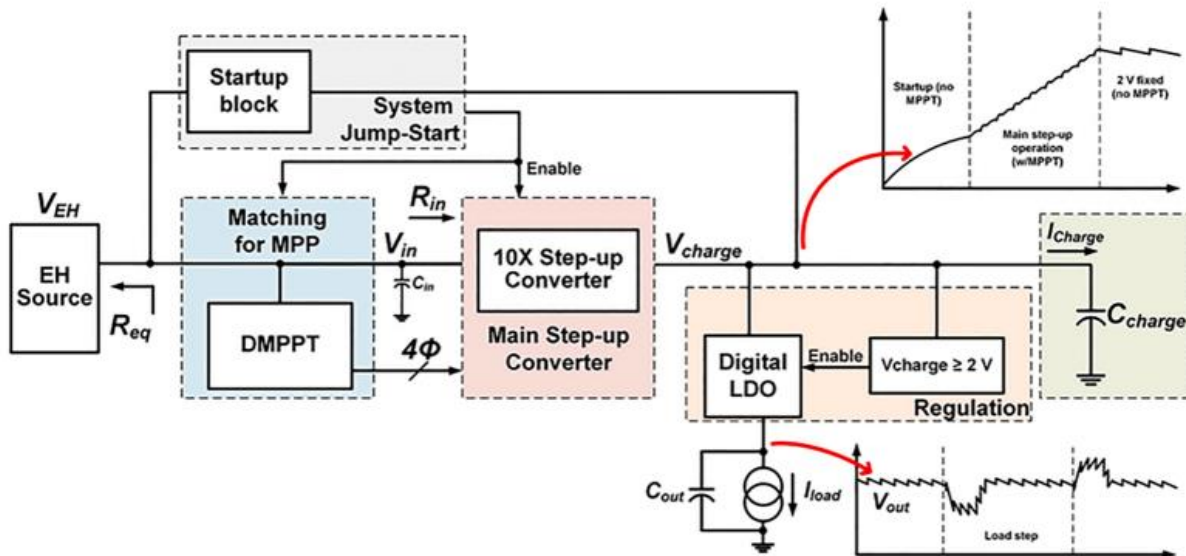 Startup
block
System
Jump-Start
Enable
Startup (no
MPPT)
Main step-up
operation
(w/MPPT)
2 V fixed
(no MPPT)
V_EH
EH
Source
R_eq
Matching
for MPP
DMPPT
4Φ
V_in
C_in
R_in
10X Step-up
Converter
Main Step-up
Converter
V_charge
Digital
LDO
Enable
Vcharge ≥ 2 V
Regulation
I_Charge
C_charge
C_out
I_load
V_out
Load step